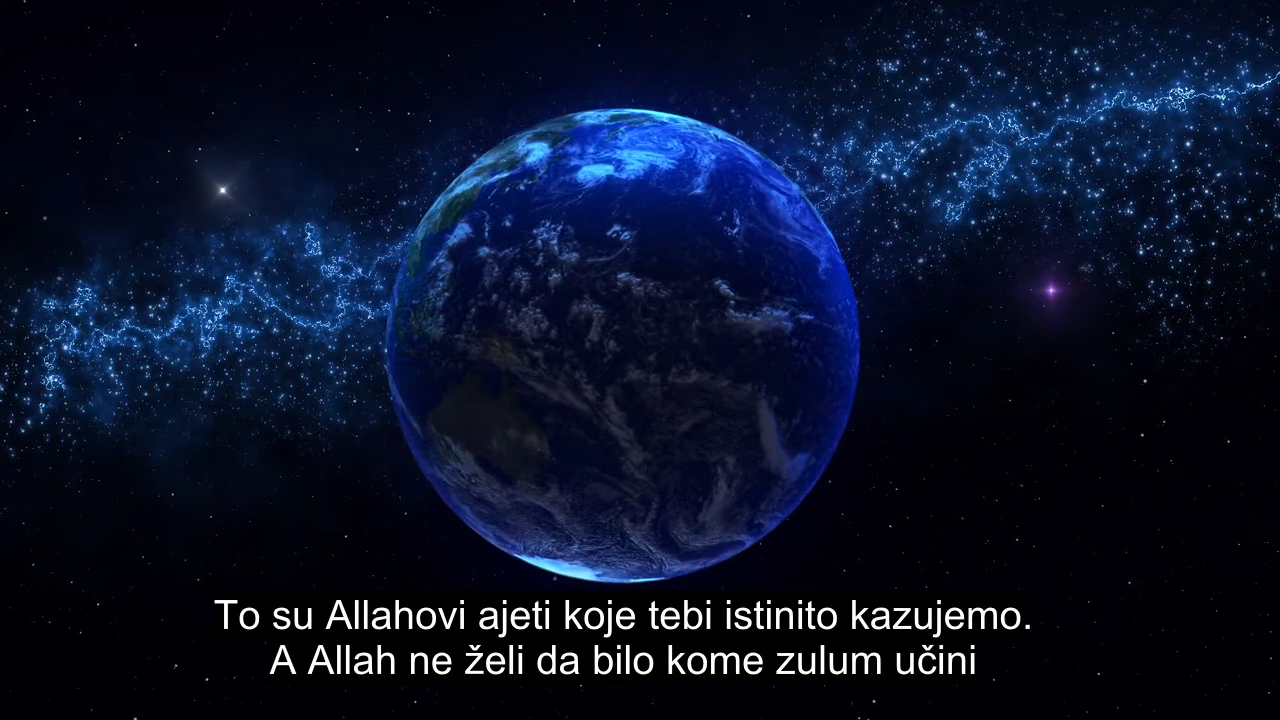 To su Allahovi ajeti koje tebi istinito kazujemo.
A Allah ne želi da bilo kome zulum učini